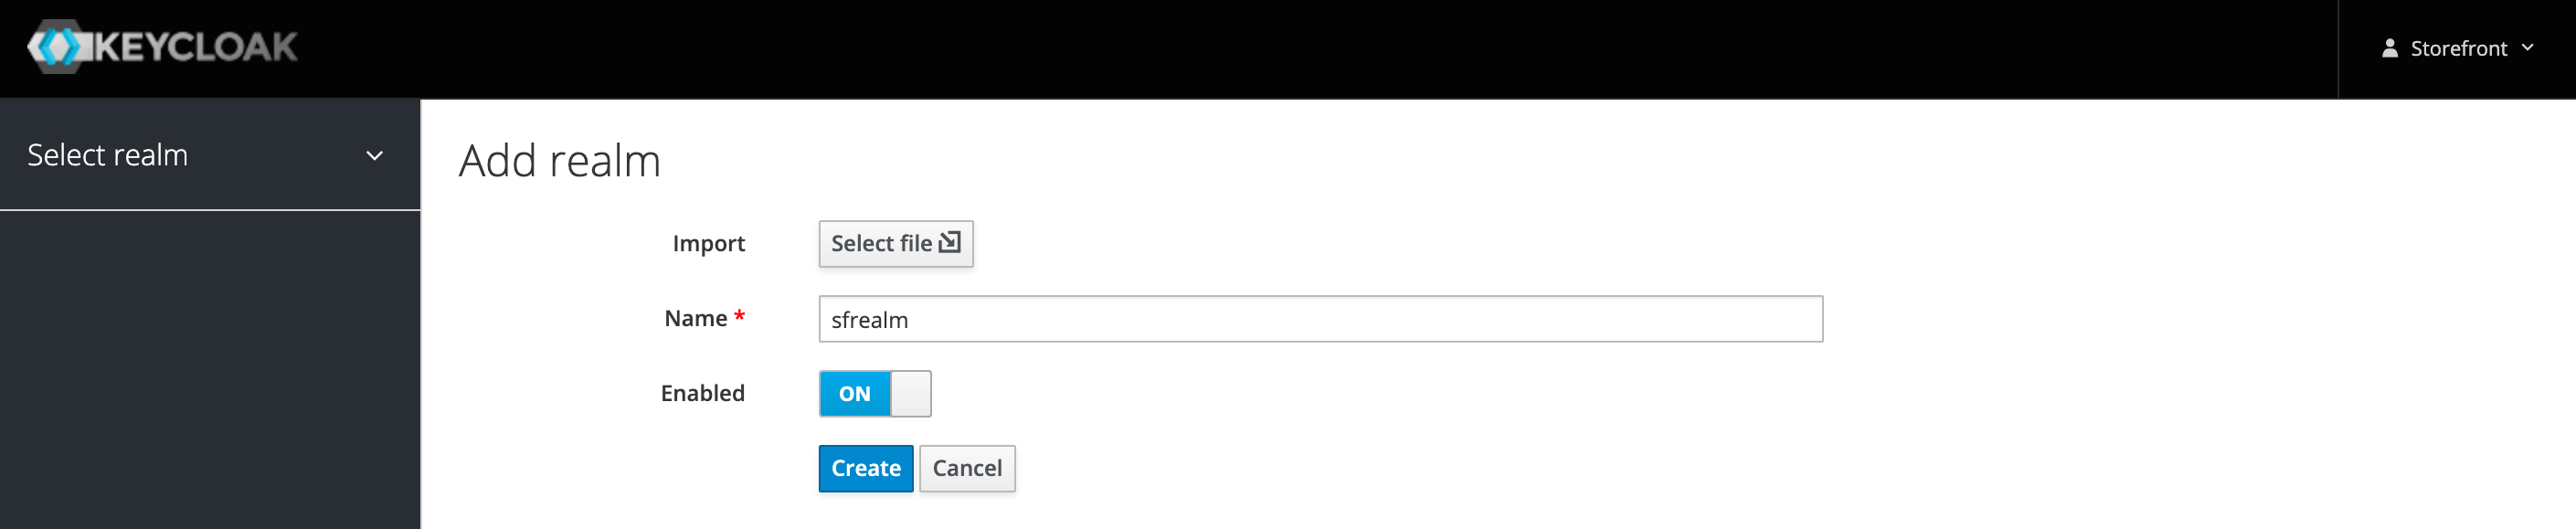 KEYCLOAK
Storefront
Select realm
Add realm
Import
Select file
Name *
sfrealm
Enabled
ON
Create
Cancel